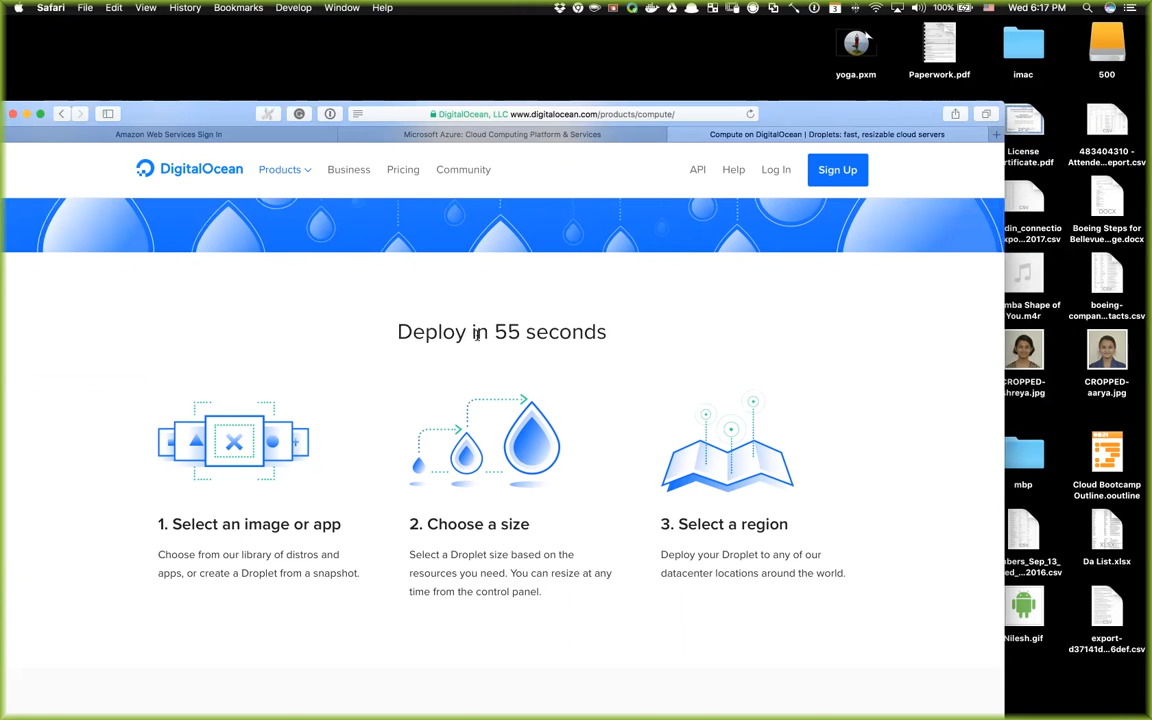 Safari File Edit View History Bookmarks Develop Window Help
3 100% Wed 6:17 PM
yoga.pxm Paperwork.pdf imac 500
DigitalOcean, LLC www.digitalocean.com/products/compute/
Amazon Web Services Sign In
Microsoft Azure: Cloud Computing Platform & Services
Compute on DigitalOcean | Droplets: fast, resizable cloud servers
DigitalOcean Products Business Pricing Community API Help Log In Sign Up
Deploy in 55 seconds
1. Select an image or app
Choose from our library of distros and
apps, or create a Droplet from a snapshot.
2. Choose a size
Select a Droplet size based on the
resources you need. You can resize at any
time from the control panel.
3. Select a region
Deploy your Droplet to any of our
datacenter locations around the world.
License
rtificate.pdf
483404310 -
Attende...eport.csv
din_connectio
xpo...2017.csv
DOCX
Boeing Steps for
Bellevue...ge.docx
mba Shape of
You.m4r
CSV
boeing-
compan...tacts.csv
CROPPED-
shreya.jpg
CROPPED-
aarya.jpg
mbp
Cloud Bootcamp
Outline.ooutline
mbers_Sep_13_
ed_...2016.csv
Da List.xlsx
Nilesh.gif
export-
d37141d...6def.csv